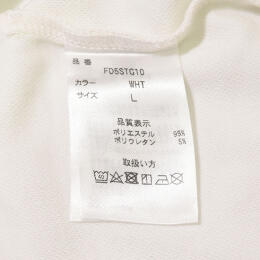 品番 FD5STG10
カラー WHT
サイズ L
品質表示
ポリエステル 95%
ポリウレタン 5%
取扱い方
40